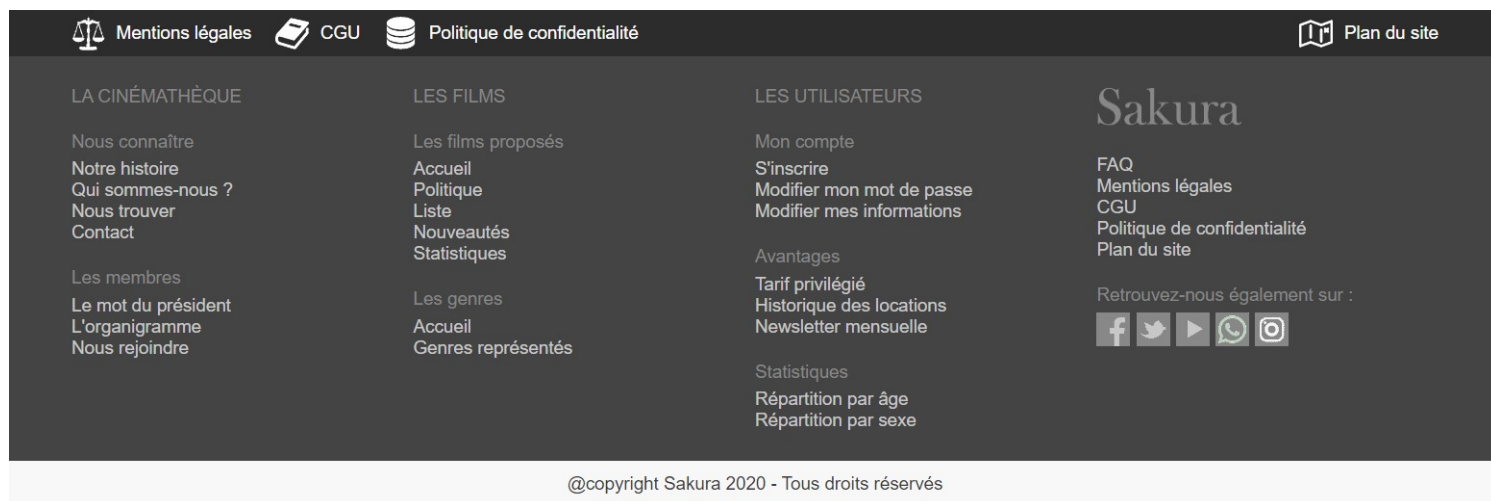 Mentions légales CGU Politique de confidentialité Plan du site
LA CINÉMATHÈQUE
Nous connaître
Notre histoire
Qui sommes-nous ?
Nous trouver
Contact
Les membres
Le mot du président
L'organigramme
Nous rejoindre
LES FILMS
Les films proposés
Accueil
Politique
Liste
Nouveautés
Statistiques
Les genres
Accueil
Genres représentés
LES UTILISATEURS
Mon compte
S'inscrire
Modifier mon mot de passe
Modifier mes informations
Avantages
Tarif privilégié
Historique des locations
Newsletter mensuelle
Statistiques
Répartition par âge
Répartition par sexe
Sakura
FAQ
Mentions légales
CGU
Politique de confidentialité
Plan du site
Retrouvez-nous également sur :
@copyright Sakura 2020 - Tous droits réservés